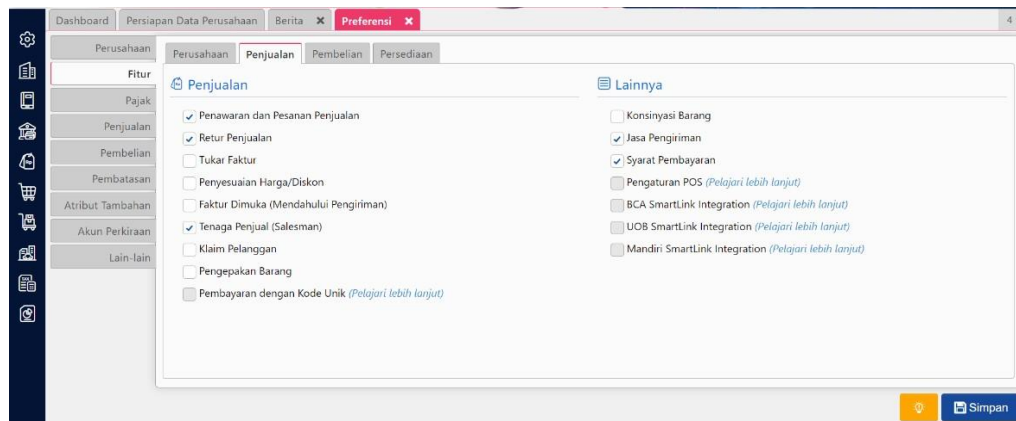 Dashboard
Persiapan Data Perusahaan
Berita
Preferensi
4
Perusahaan
Fitur
Pajak
Penjualan
Pembelian
Pembatasan
Atribut Tambahan
Akun Perkiraan
Lain-lain
Perusahaan
Penjualan
Pembelian
Persediaan
Penjualan
Penawaran dan Pesanan Penjualan
Retur Penjualan
Tukar Faktur
Penyesuaian Harga/Diskon
Faktur Dimuka (Mendahului Pengiriman)
Tenaga Penjual (Salesman)
Klaim Pelanggan
Pengepakan Barang
Pembayaran dengan Kode Unik (Pelajari lebih lanjut)
Lainnya
Konsinyasi Barang
Jasa Pengiriman
Syarat Pembayaran
Pengaturan POS (Pelajari lebih lanjut)
BCA SmartLink Integration (Pelajari lebih lanjut)
UOB SmartLink Integration (Pelajari lebih lanjut)
Mandiri SmartLink Integration (Pelajari lebih lanjut)
Simpan